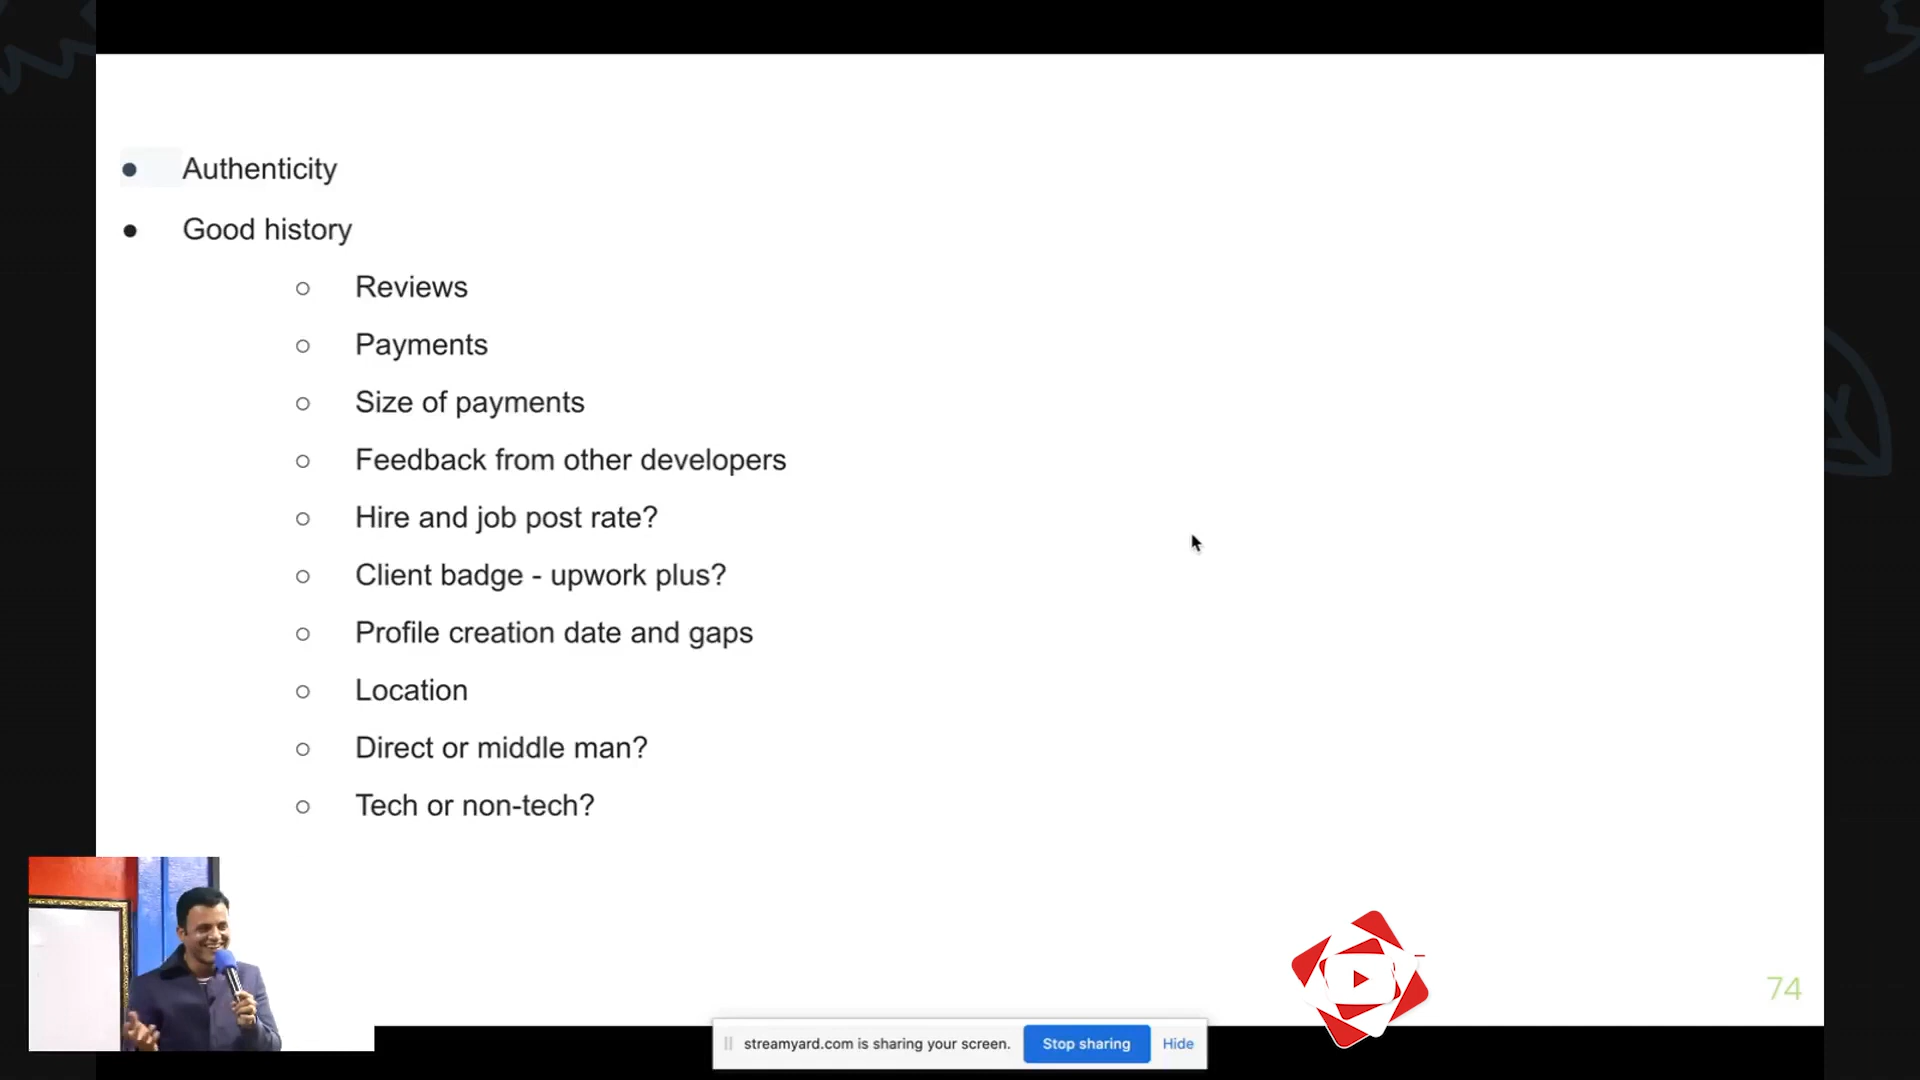 Authenticity
Good history
Reviews
Payments
Size of payments
Feedback from other developers
Hire and job post rate?
Client badge - upwork plus?
Profile creation date and gaps
Location
Direct or middle man?
Tech or non-tech?
74
streamyard.com is sharing your screen.
Stop sharing
Hide